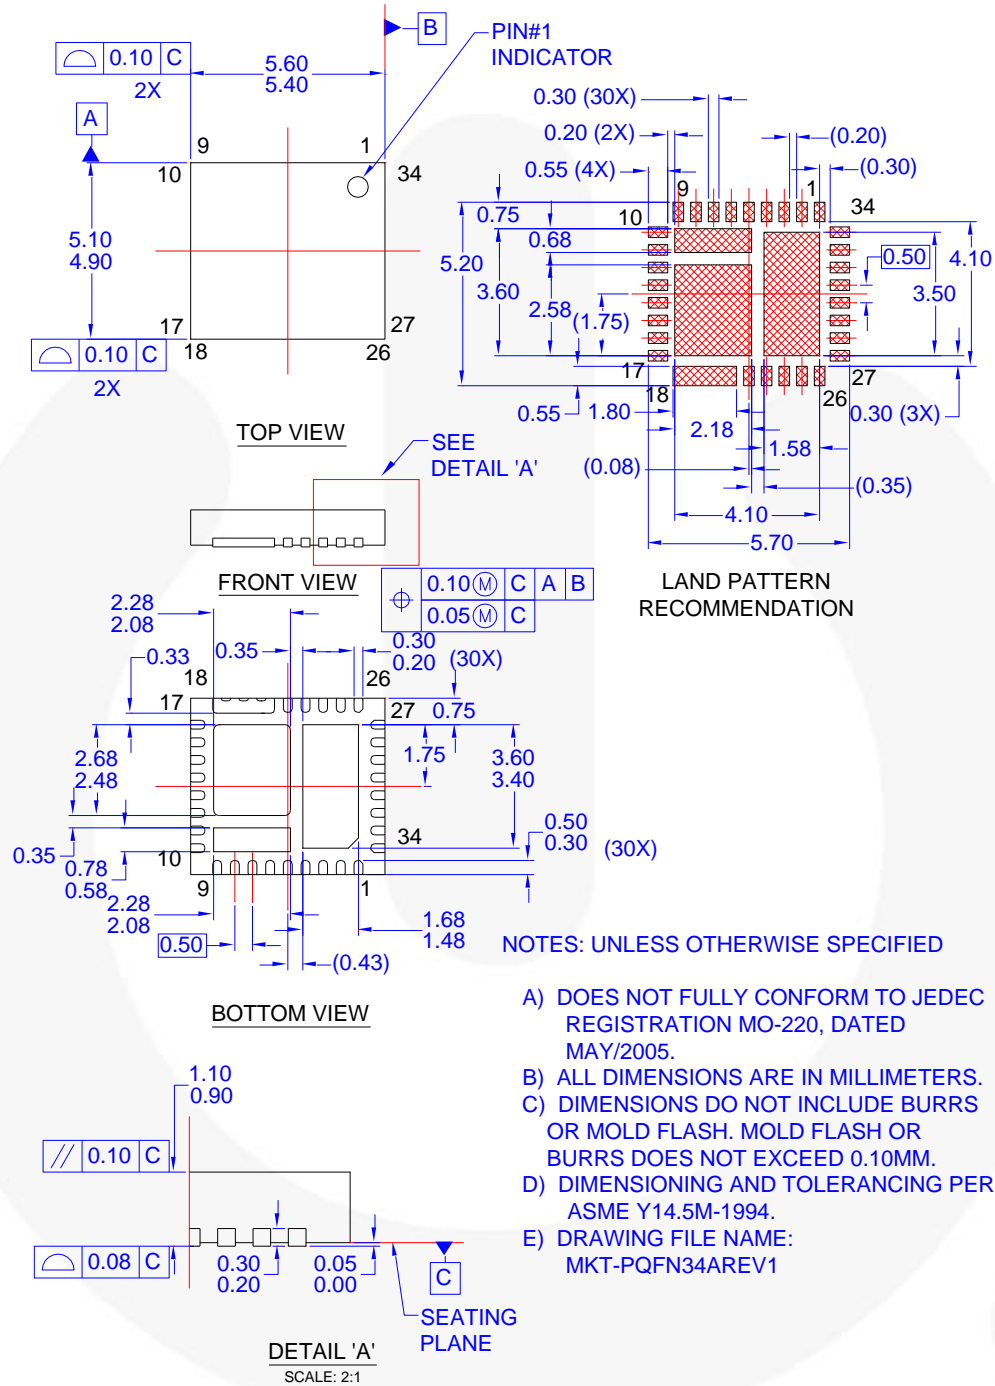 B
PIN#1
INDICATOR
0.10 C
2X
5.60
5.40
A
9
1
10
34
5.10
4.90
17
27
18
26
0.10 C
2X
TOP VIEW
0.30 (30X)
0.20 (2X)
(0.20)
0.55 (4X)
(0.30)
9
1
10
34
0.75
0.68
0.50
4.10
5.20
3.60
3.50
2.58
(1.75)
17
27
18
26
0.55
1.80
0.30 (3X)
2.18
1.58
(0.08)
(0.35)
4.10
5.70
LAND PATTERN
RECOMMENDATION
SEE
DETAIL 'A'
FRONT VIEW
0.10 Ⓜ C A B
0.05 Ⓜ C
2.28
2.08
0.33
0.35
0.30
0.20 (30X)
18
26
17
27
0.75
2.68
2.48
1.75
3.60
3.40
0.35
0.78
0.58
10
34
9
1
0.50
0.30 (30X)
2.28
2.08
1.68
1.48
0.50
(0.43)
BOTTOM VIEW
NOTES: UNLESS OTHERWISE SPECIFIED
A) DOES NOT FULLY CONFORM TO JEDEC
REGISTRATION MO-220, DATED
MAY/2005.
B) ALL DIMENSIONS ARE IN MILLIMETERS.
C) DIMENSIONS DO NOT INCLUDE BURRS
OR MOLD FLASH. MOLD FLASH OR
BURRS DOES NOT EXCEED 0.10MM.
D) DIMENSIONING AND TOLERANCING PER
ASME Y14.5M-1994.
E) DRAWING FILE NAME:
MKT-PQFN34AREV1
1.10
0.90
// 0.10 C
0.08 C
0.30
0.20
0.05
0.00
C
SEATING
PLANE
DETAIL 'A'
SCALE: 2:1